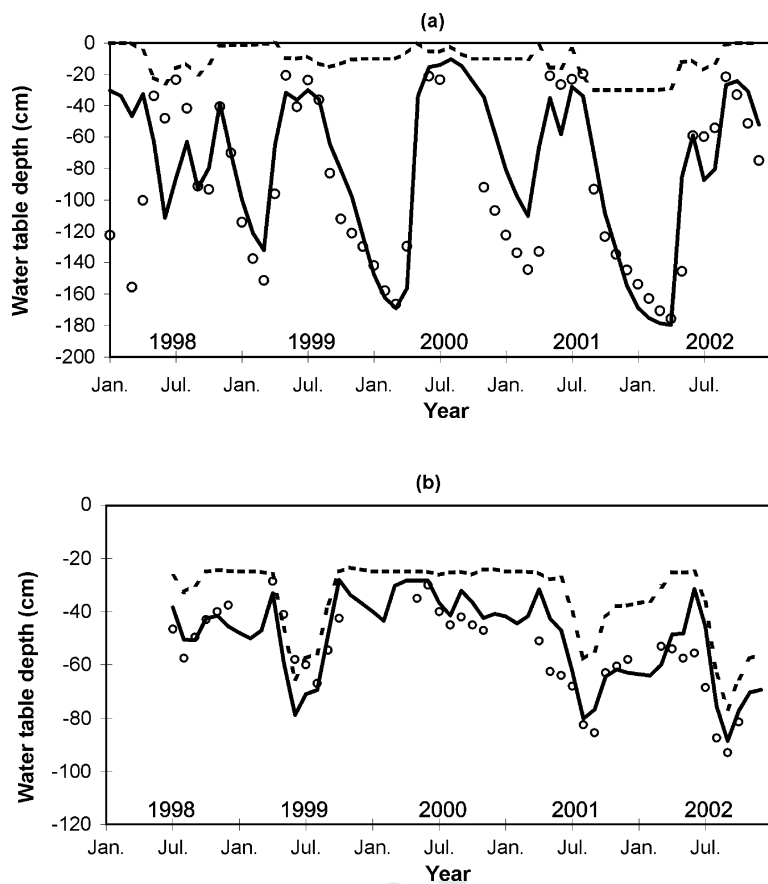 (a)
Water table depth (cm)
0
-20
-40
-60
-80
-100
-120
-140
-160
-180
-200
1998 1999 2000 2001 2002
Jan. Jul. Jan. Jul. Jan. Jul. Jan. Jul. Jan. Jul.
Year
(b)
Water table depth (cm)
0
-20
-40
-60
-80
-100
-120
1998 1999 2000 2001 2002
Jan. Jul. Jan. Jul. Jan. Jul. Jan. Jul. Jan. Jul.
Year